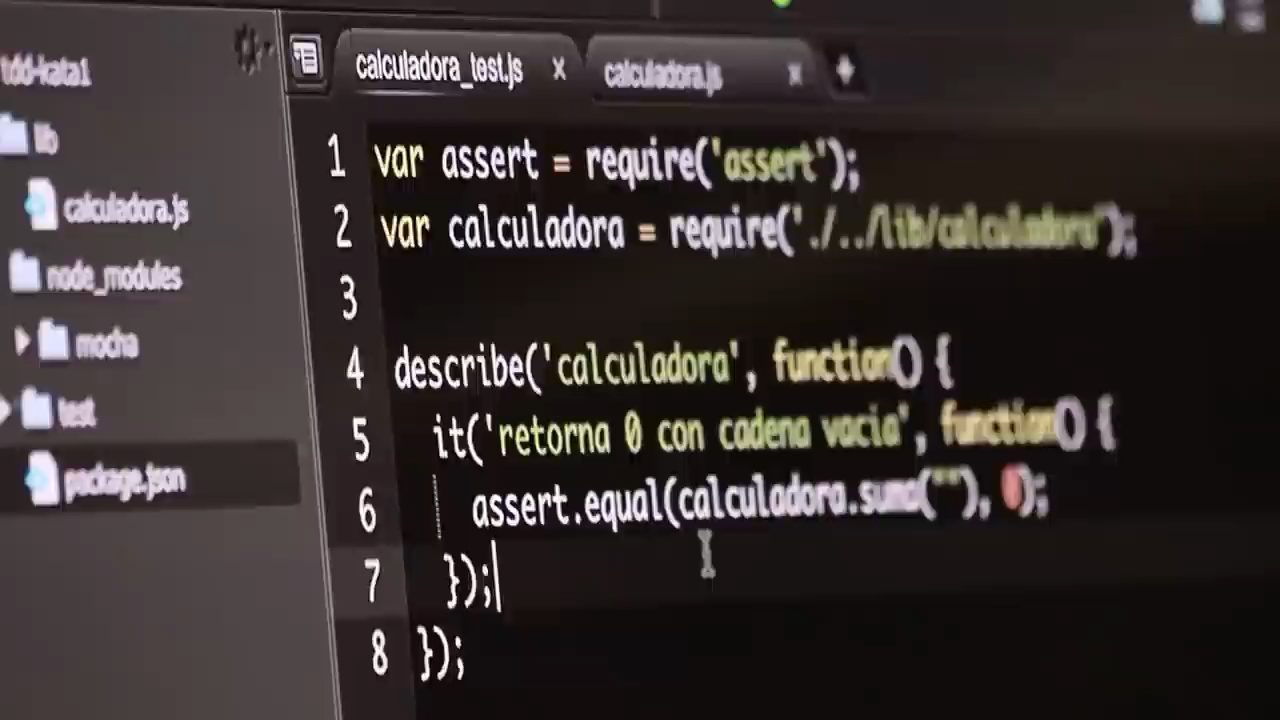 tdd-kata1
lib
calculadora.js
node_modules
mocha
test
package.json
calculadora_test.js x
calculadora.js x +
1 var assert = require('assert');
2 var calculadora = require('./../lib/calculadora');
3
4 describe('calculadora', function() {
5 it('retorna 0 con cadena vacia', function() {
6 assert.equal(calculadora.suma(""), 0);
7 });
8 });